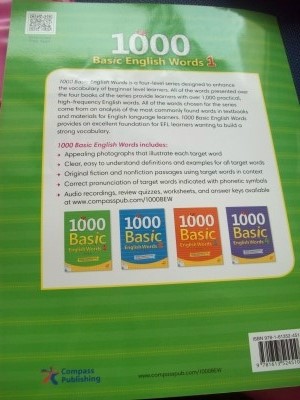 1000
Basic English Words 1
1000 Basic English Words is a four-level series designed to enhance
the vocabulary of beginner level learners. All of the words presented over
the four books of the series provide learners with over 1,000 practical,
high-frequency English words. All of the words chosen for the series
come from an analysis of the most commonly found words in textbooks
and materials for English language learners. 1000 Basic English Words
provides an excellent foundation for EFL learners wanting to build a
strong vocabulary.
1000 Basic English Words includes:
• Appealing photographs that illustrate each target word
• Clear, easy to understand definitions and examples for all target words
• Original fiction and nonfiction passages using target words in context
• Correct pronunciation of target words indicated with phonetic symbols
• Audio recordings, review quizzes, worksheets, and answer keys available
at www.compasspub.com/1000BEW
1000
Basic
English Words
1000
Basic
English Words
1000
Basic
English Words
1000
Basic
English Words
Compass
Publishing
www.compasspub.com/1000BEW